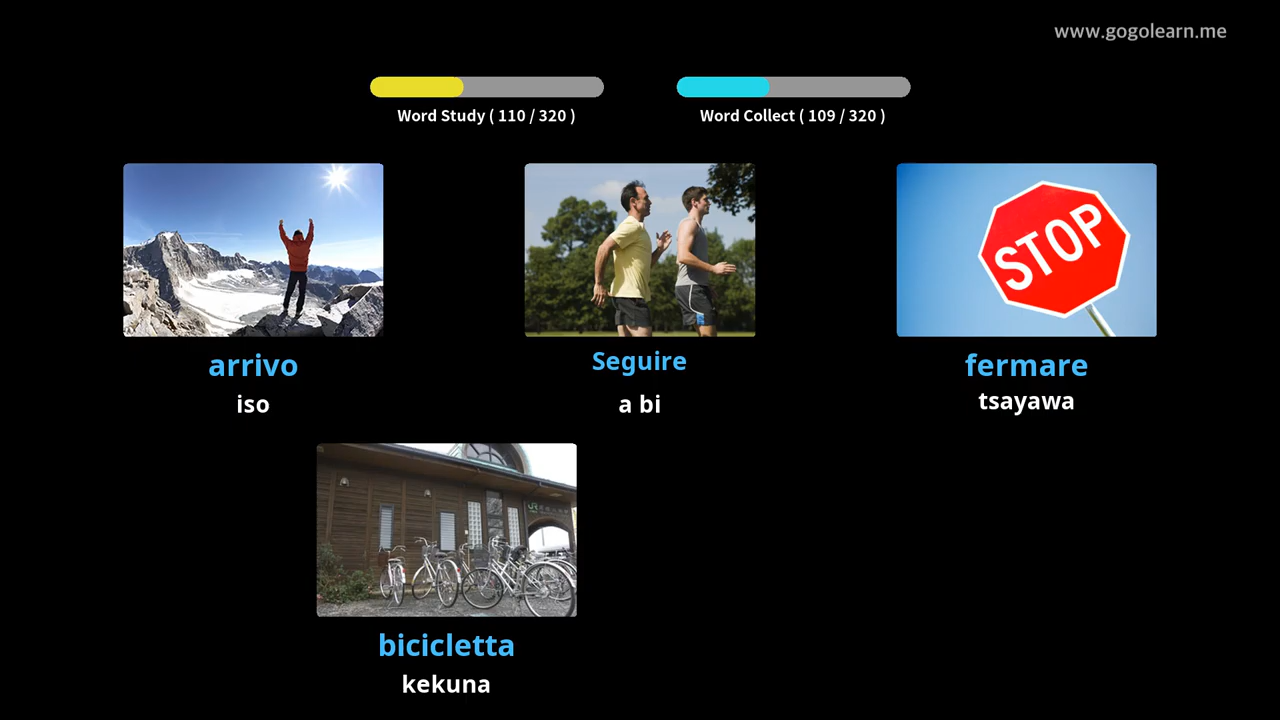 www.gogolearn.me
Word Study ( 110 / 320 )
Word Collect ( 109 / 320 )
STOP
arrivo
iso
Seguire
a bi
fermare
tsayawa
JR
bicicletta
kekuna